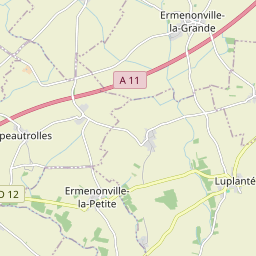 Ermenonville-
la-Grande
A 11
peautrolles
Ermenonville-
la-Petite
Luplanté
D 12